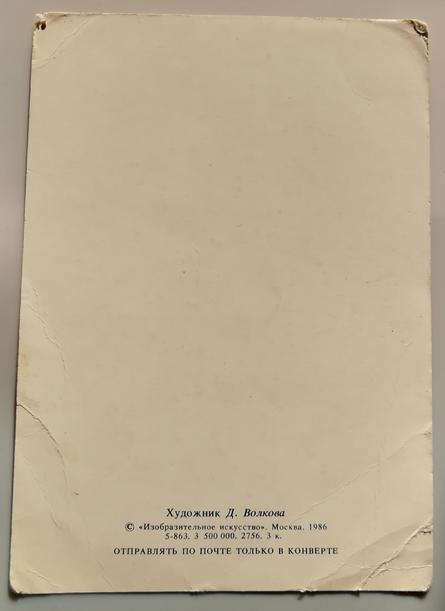 Художник Д. Волкова
© «Изобразительное искусство». Москва. 1986
5-863. 3 500 000. 2756. 3 к.
ОТПРАВЛЯТЬ ПО ПОЧТЕ ТОЛЬКО В КОНВЕРТЕ